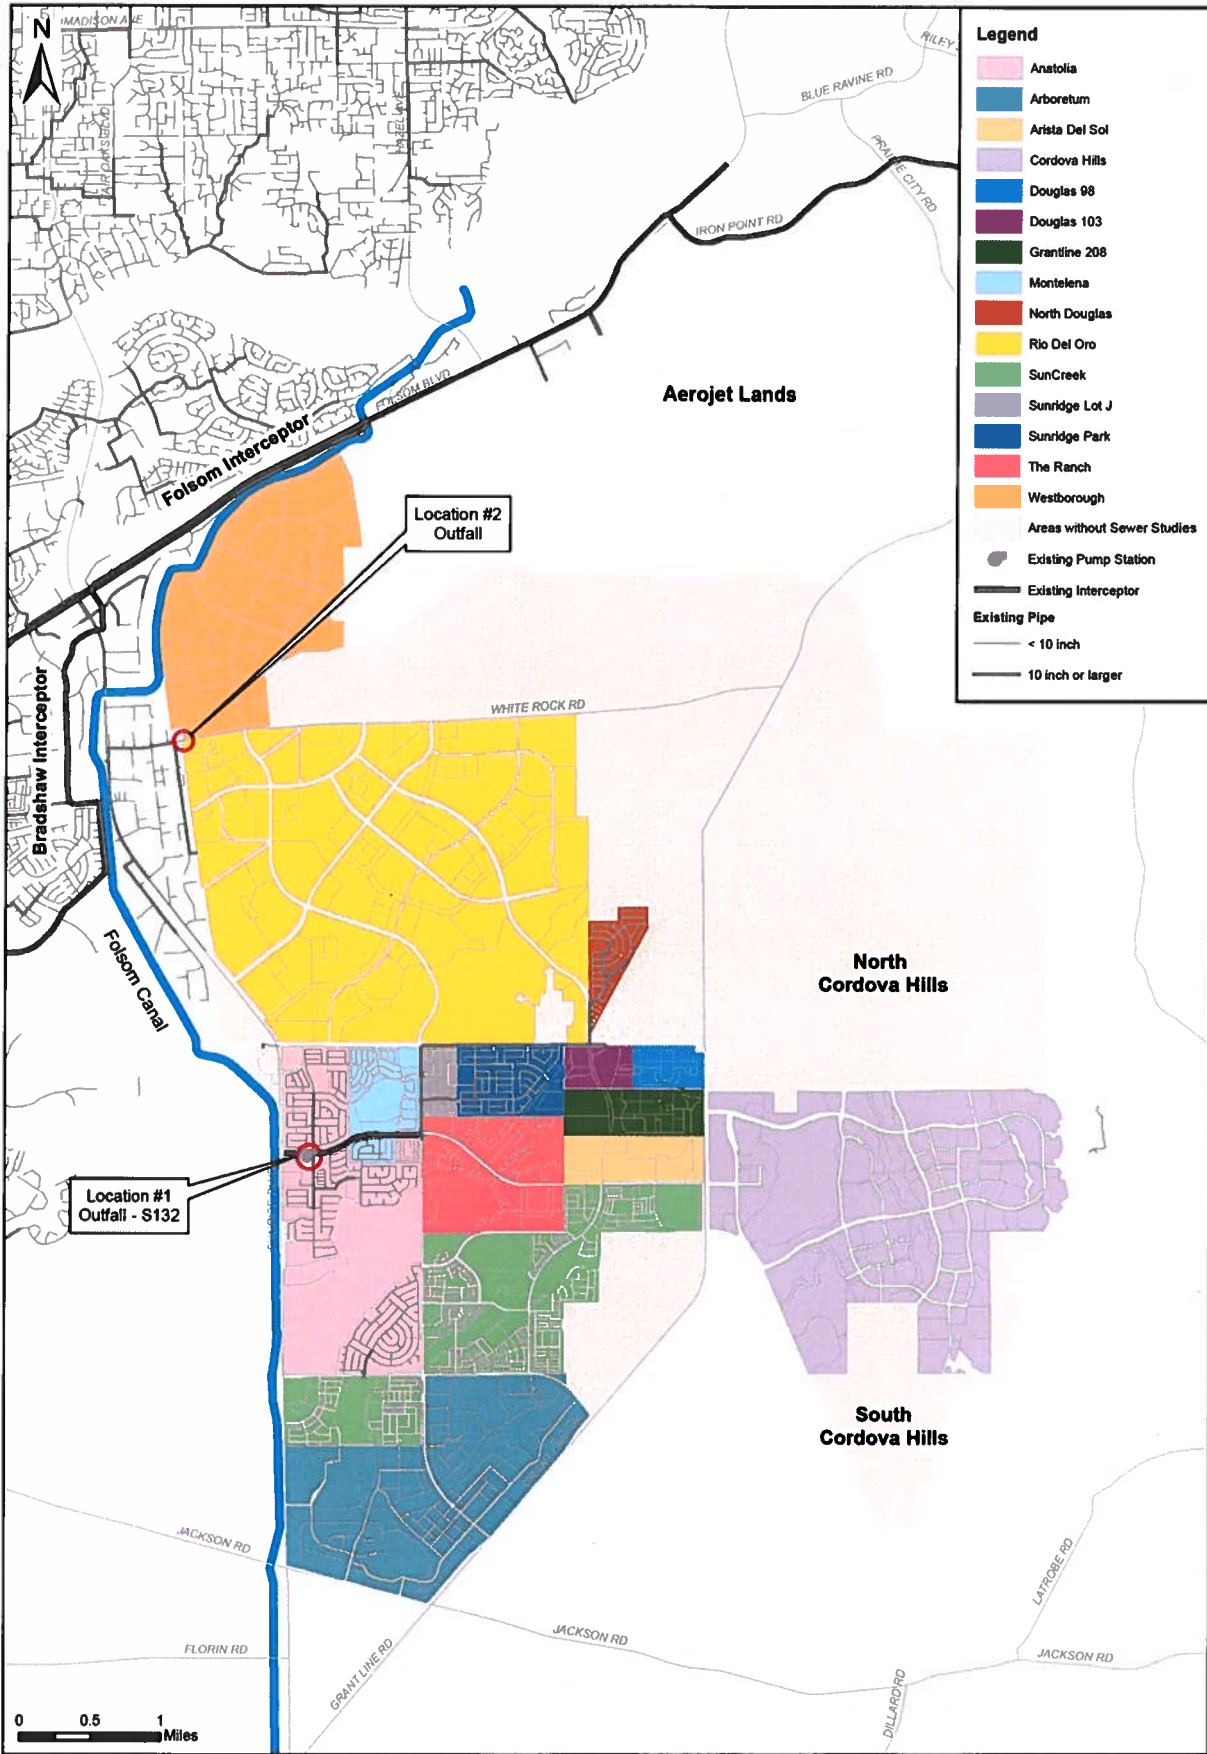 N
MADISON AVE
FAIR OAKS BLVD
HAZEL AVE
RILEY
BLUE RAVINE RD
PRAIRIE CITY RD
IRON POINT RD
FOLSOM BLVD
Aerojet Lands
Folsom Interceptor
Location #2
Outfall
Bradshaw Interceptor
WHITE ROCK RD
Folsom Canal
North
Cordova Hills
Location #1
Outfall - S132
South
Cordova Hills
JACKSON RD
FLORIN RD
GRANT LINE RD
JACKSON RD
DILLARD RD
LATROBE RD
JACKSON RD
0 0.5 1
Miles
Legend
Anatolia
Arboretum
Arista Del Sol
Cordova Hills
Douglas 98
Douglas 103
Grantline 208
Montelena
North Douglas
Rio Del Oro
SunCreek
Sunridge Lot J
Sunridge Park
The Ranch
Westborough
Areas without Sewer Studies
Existing Pump Station
Existing Interceptor
Existing Pipe
< 10 inch
10 inch or larger